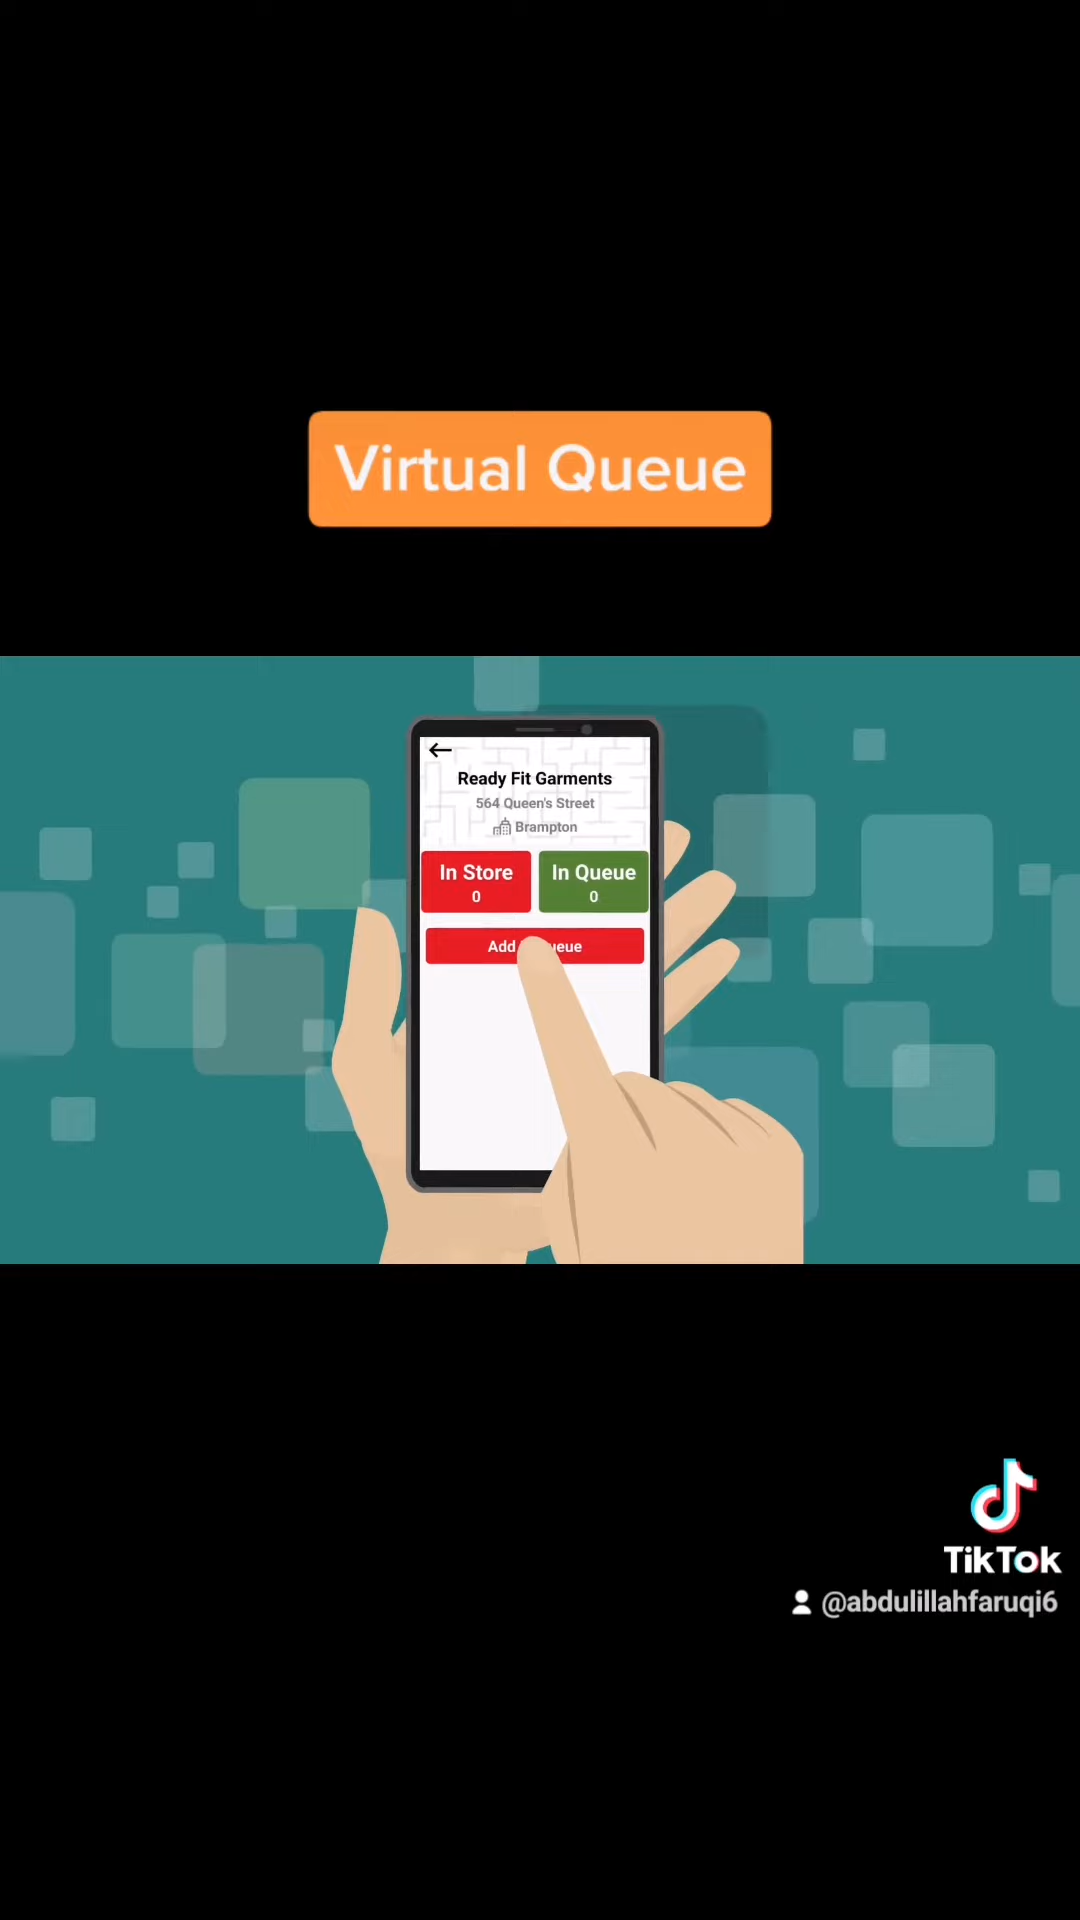 Virtual Queue
Ready Fit Garments
564 Queen's Street
Brampton
In Store
0
In Queue
0
Add
TikTok
@abdulillahfaruqi6